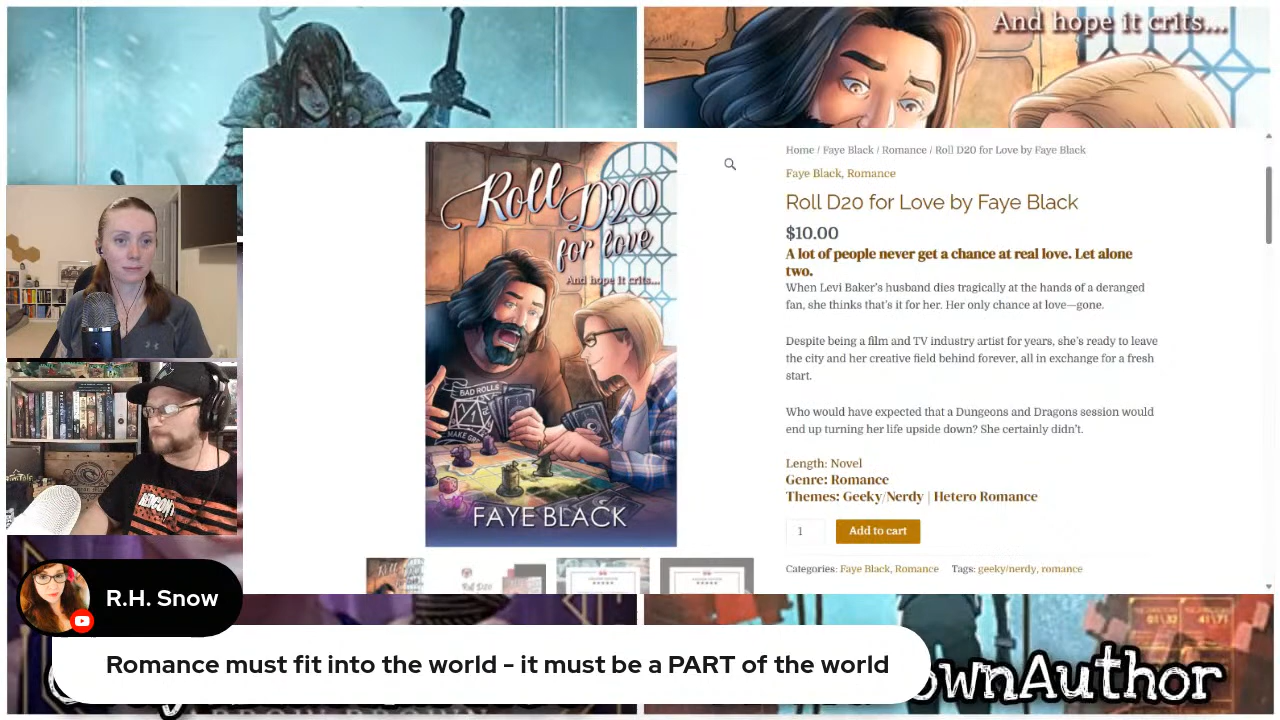 And hope it crits...
Home / Faye Black / Romance / Roll D20 for Love by Faye Black
Faye Black, Romance
Roll D20 for Love by Faye Black
$10.00
A lot of people never get a chance at real love. Let alone
two.
When Levi Baker's husband dies tragically at the hands of a deranged
fan, she thinks that's it for her. Her only chance at love—gone.
Despite being a film and TV industry artist for years, she's ready to leave
the city and her creative field behind forever, all in exchange for a fresh
start.
Who would have expected that a Dungeons and Dragons session would
end up turning her life upside down? She certainly didn't.
Length: Novel
Genre: Romance
Themes: Geeky/Nerdy | Hetero Romance
1
Add to cart
Categories: Faye Black, Romance Tags: geeky/nerdy, romance
Roll D20
for love
And hope it crits...
BAD ROLLS
FAYE BLACK
R.H. Snow
Romance must fit into the world - it must be a PART of the world
ownAuthor